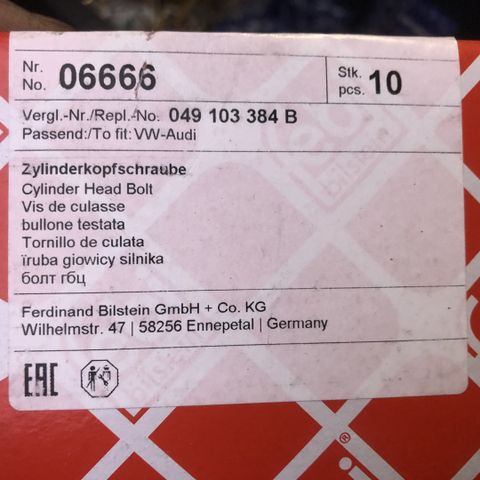 Nr.
No. 06666
Stk.
pcs. 10
Vergl.-Nr./Repl.-No. 049 103 384 B
Passend:/To fit: VW-Audi
Zylinderkopfschraube
Cylinder Head Bolt
Vis de culasse
bullone testata
Tornillo de culata
ïruba giowicy silnika
болт гбц
Ferdinand Bilstein GmbH + Co. KG
Wilhelmstr. 47 | 58256 Ennepetal | Germany
EAC
®